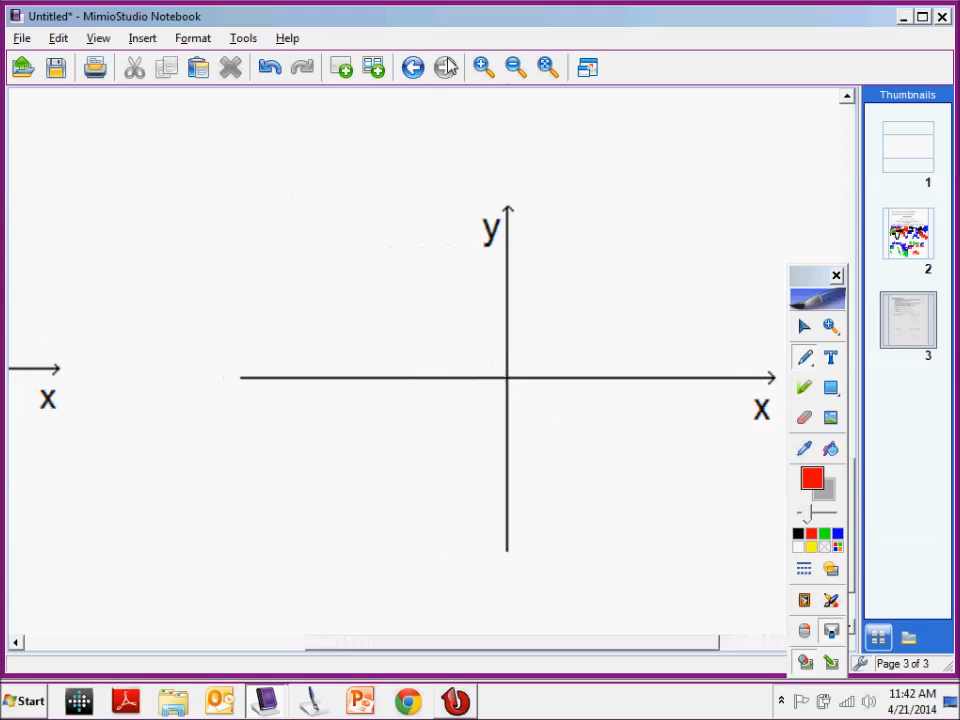 Untitled* - MimioStudio Notebook
File Edit View Insert Format Tools Help
Thumbnails
1
2
3
y
x
x
T
Page 3 of 3
Start
11:42 AM
4/21/2014